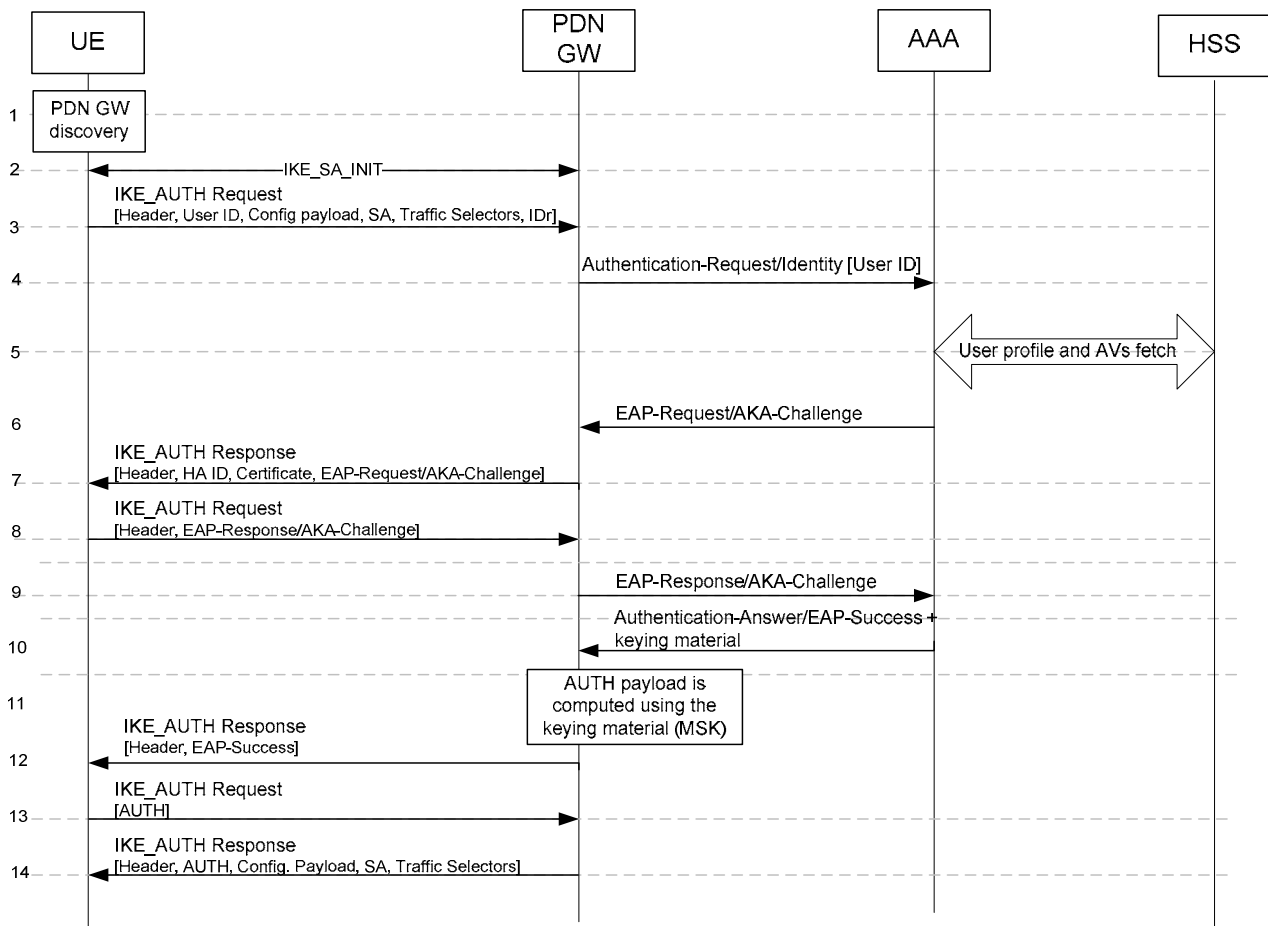 UE
PDN
GW
AAA
HSS
1
PDN GW
discovery
2
IKE_SA_INIT
IKE_AUTH Request
[Header, User ID, Config payload, SA, Traffic Selectors, IDr]
3
4
Authentication-Request/Identity [User ID]
5
User profile and AVs fetch
6
EAP-Request/AKA-Challenge
IKE_AUTH Response
[Header, HA ID, Certificate, EAP-Request/AKA-Challenge]
7
IKE_AUTH Request
[Header, EAP-Response/AKA-Challenge]
8
9
EAP-Response/AKA-Challenge
Authentication-Answer/EAP-Success +
keying material
10
11
AUTH payload is
computed using the
keying material (MSK)
IKE_AUTH Response
[Header, EAP-Success]
12
IKE_AUTH Request
[AUTH]
13
IKE_AUTH Response
[Header, AUTH, Config. Payload, SA, Traffic Selectors]
14